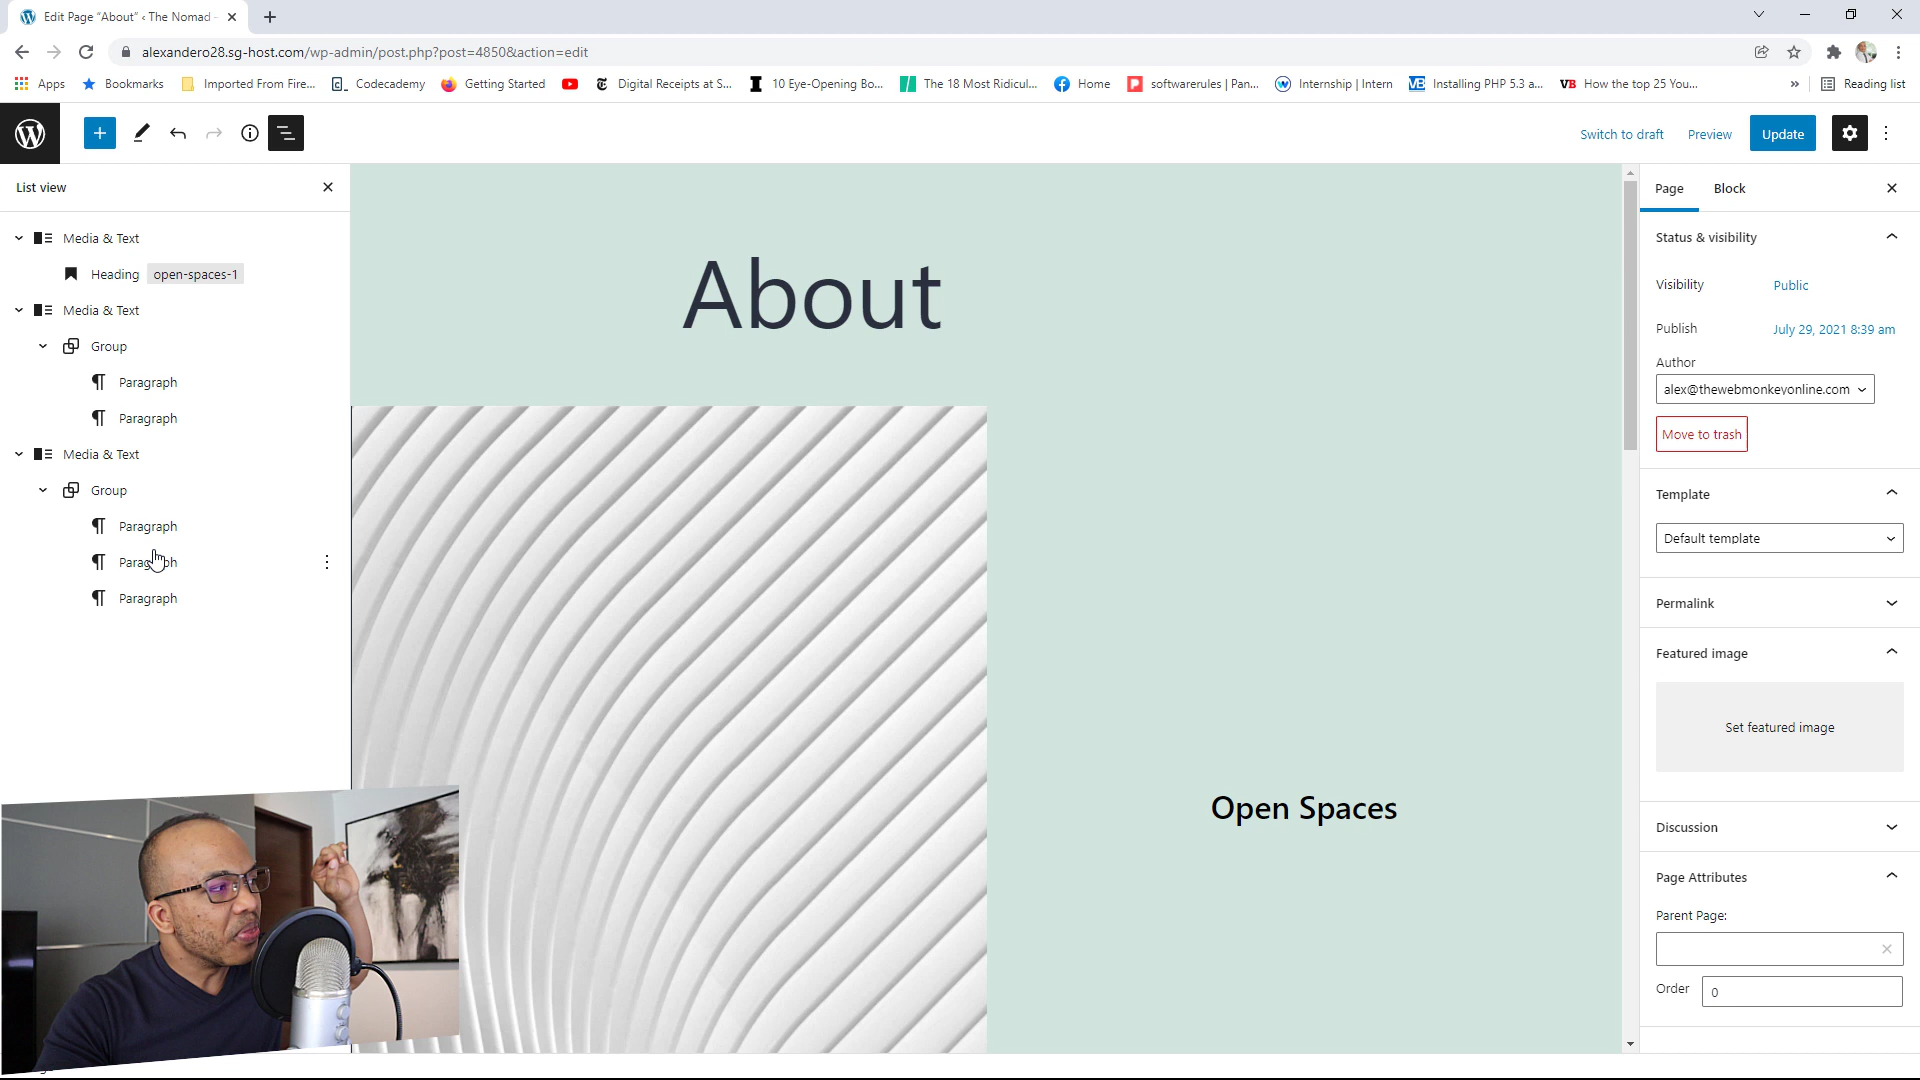 Edit Page “About” ‹ The Nomad -
alexandero28.sg-host.com/wp-admin/post.php?post=4850&action=edit
Apps
Bookmarks
Imported From Fire...
Codecademy
Getting Started
Digital Receipts at S...
10 Eye-Opening Bo...
The 18 Most Ridicul...
Home
softwarerules | Pan...
Internship | Intern
Installing PHP 5.3 a...
How the top 25 You...
»
Reading list
Switch to draft
Preview
Update
List view
Page
Block
Media & Text
Heading open-spaces-1
Media & Text
Group
Paragraph
Paragraph
Media & Text
Group
Paragraph
Paragraph
Paragraph
About
Open Spaces
Status & visibility
Visibility Public
Publish July 29, 2021 8:39 am
Author
alex@thewebmonkeyonline.com
Move to trash
Template
Default template
Permalink
Featured image
Set featured image
Discussion
Page Attributes
Parent Page:
Order 0